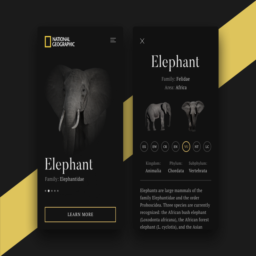 NATIONAL
GEOGRAPHIC
Elephant
Family: Elephantidae
LEARN MORE
Elephant
Family: Felidae
Area: Africa
Kingdom: Phylum: Subphylum:
Animalia Chordata Vertebrata
Elephants are large mammals of the
family Elephantidae and the order
Proboscidea. Three species are currently
recognized: the African bush elephant
(Loxodonta africana), the African forest
elephant (L. cyclotis), and the Asian